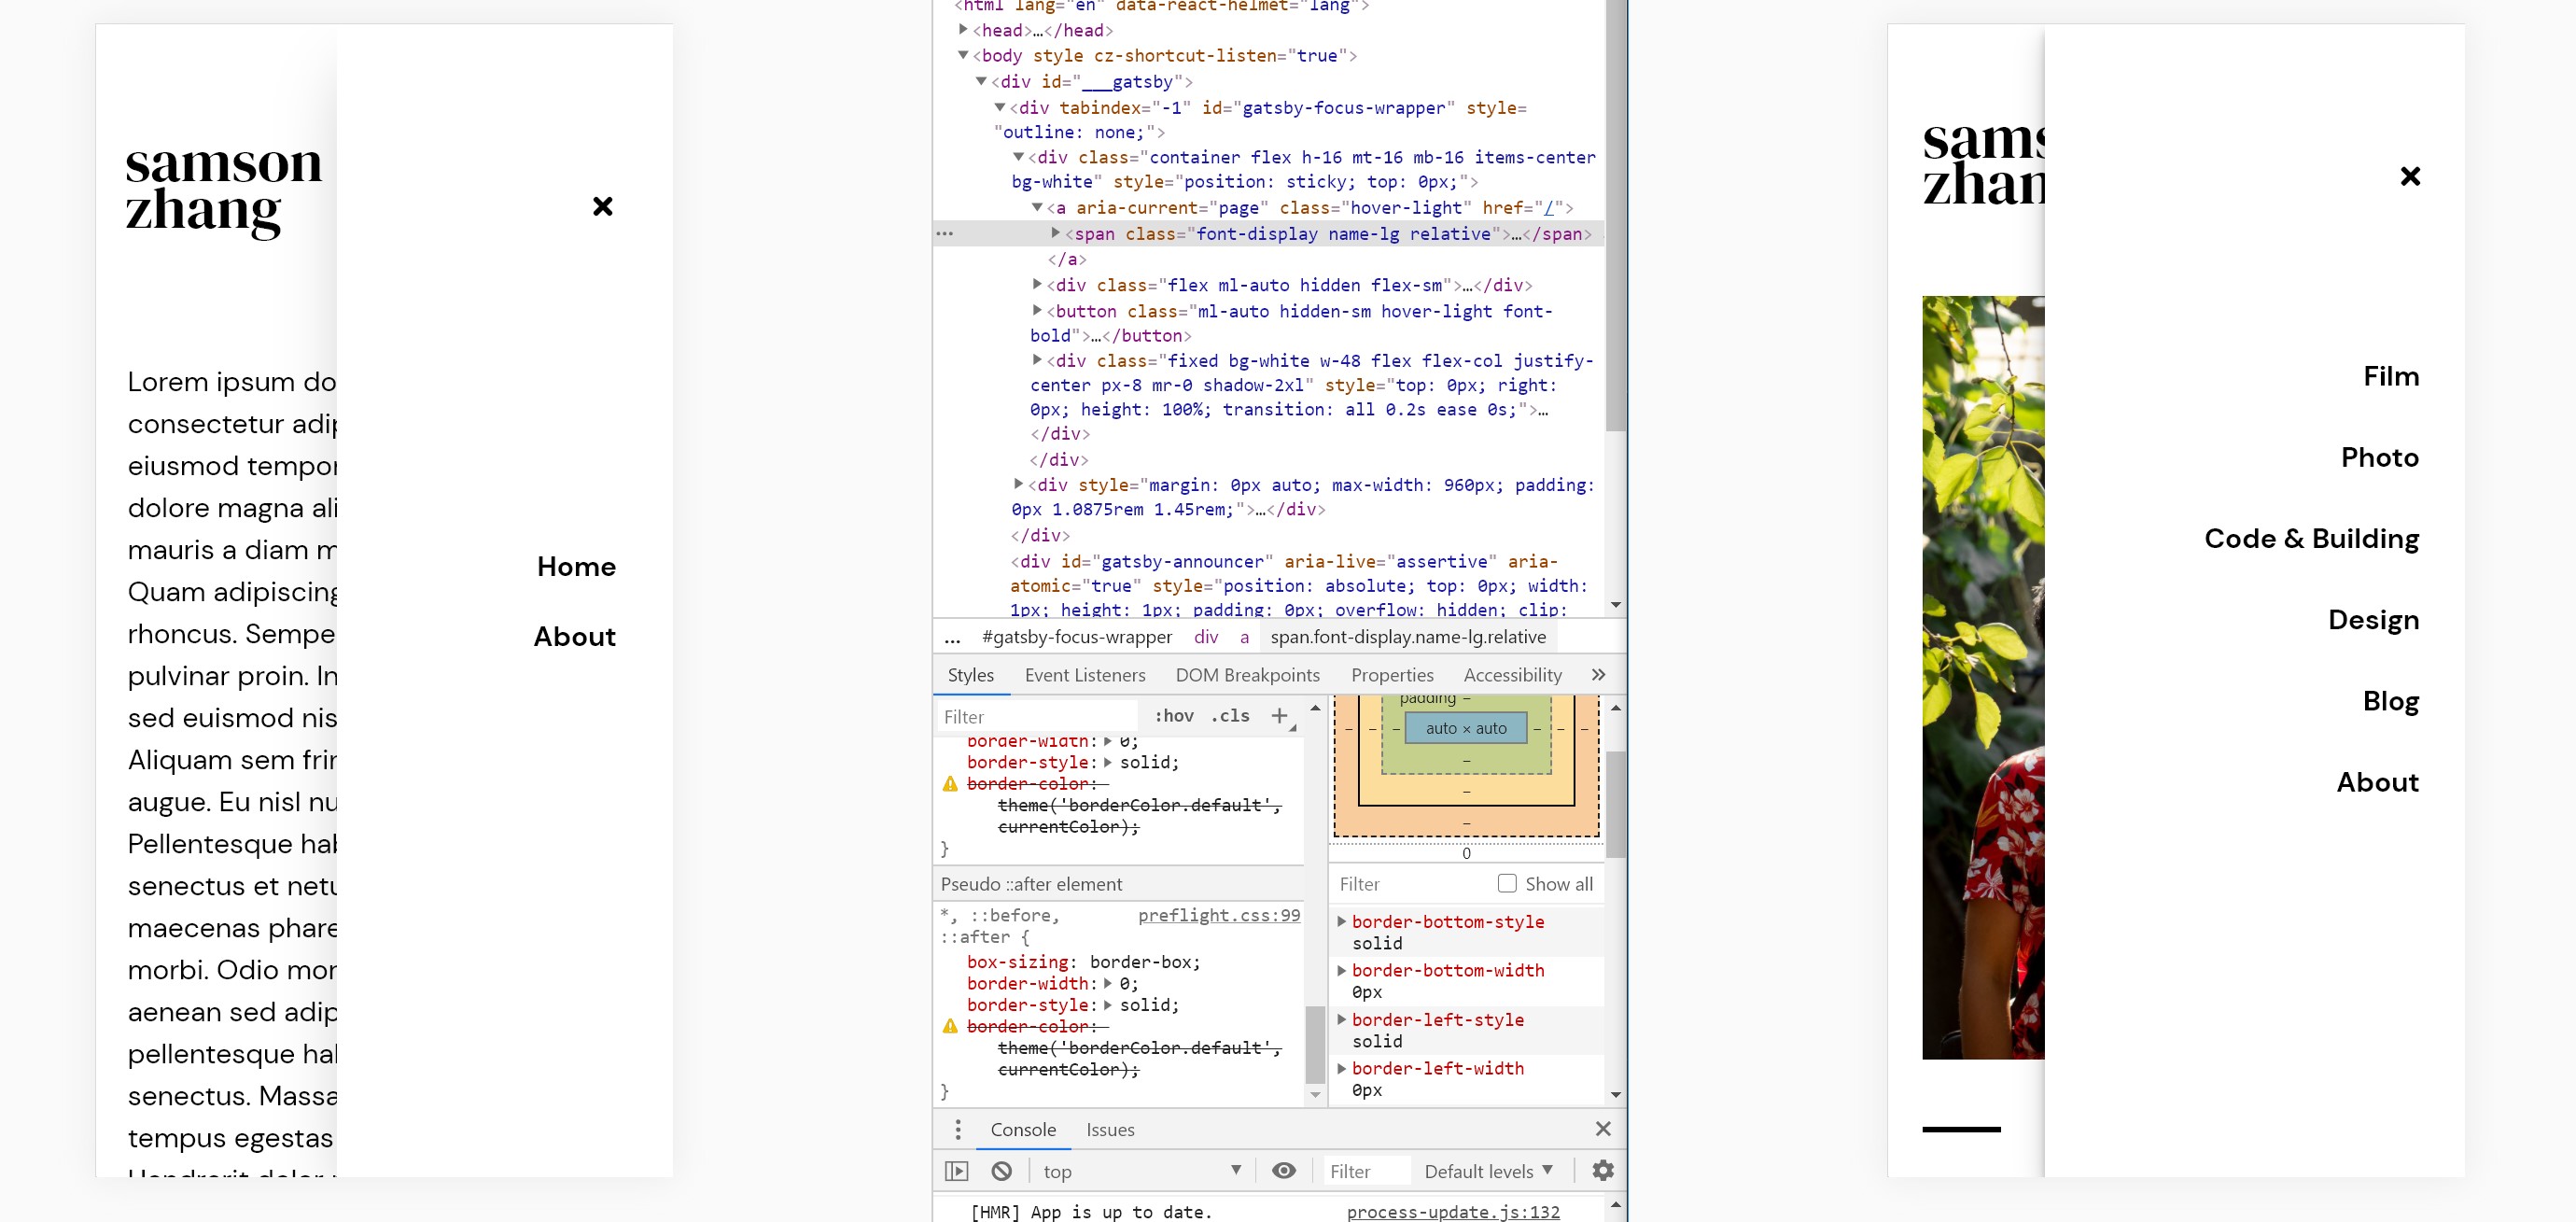 samson
zhang
Lorem ipsum do
consectetur adip
eiusmod tempor
dolore magna ali
mauris a diam m
Quam adipiscing
rhoncus. Sempe
pulvinar proin. In
sed euismod nis
Aliquam sem frin
augue. Eu nisl nu
Pellentesque hab
senectus et netu
maecenas phare
morbi. Odio mor
aenean sed adip
pellentesque hal
senectus. Massa
tempus egestas
Home
About
<html lang="en" data-react-helmet="lang">
<head>…</head>
<body style cz-shortcut-listen="true">
<div id="___gatsby">
<div tabindex="-1" id="gatsby-focus-wrapper" style=
"outline: none;">
<div class="container flex h-16 mt-16 mb-16 items-center
bg-white" style="position: sticky; top: 0px;">
<a aria-current="page" class="hover-light" href="/">
… <span class="font-display name-lg relative">…</span>
</a>
<div class="flex ml-auto hidden flex-sm">…</div>
<button class="ml-auto hidden-sm hover-light font-
bold">…</button>
<div class="fixed bg-white w-48 flex flex-col justify-
center px-8 mr-0 shadow-2xl" style="top: 0px; right:
0px; height: 100%; transition: all 0.2s ease 0s;">…
</div>
</div>
<div style="margin: 0px auto; max-width: 960px; padding:
0px 1.0875rem 1.45rem;">…</div>
</div>
<div id="gatsby-announcer" aria-live="assertive" aria-
atomic="true" style="position: absolute; top: 0px; width:
1px; height: 1px; padding: 0px; overflow: hidden; clip:
… #gatsby-focus-wrapper div a span.font-display.name-lg.relative
Styles Event Listeners DOM Breakpoints Properties Accessibility »
Filter :hov .cls +
border-width: 0;
border-style: solid;
border-color:
theme('borderColor.default',
currentColor);
}
Pseudo ::after element
*, ::before, preflight.css:99
::after {
box-sizing: border-box;
border-width: 0;
border-style: solid;
border-color:
theme('borderColor.default',
currentColor);
}
padding –
– – – auto × auto – – –
–
–
–
0
Filter Show all
border-bottom-style
solid
border-bottom-width
0px
border-left-style
solid
border-left-width
0px
Console Issues
top Filter Default levels
[HMR] App is up to date. process-update.js:132
sams
zhan
Film
Photo
Code & Building
Design
Blog
About